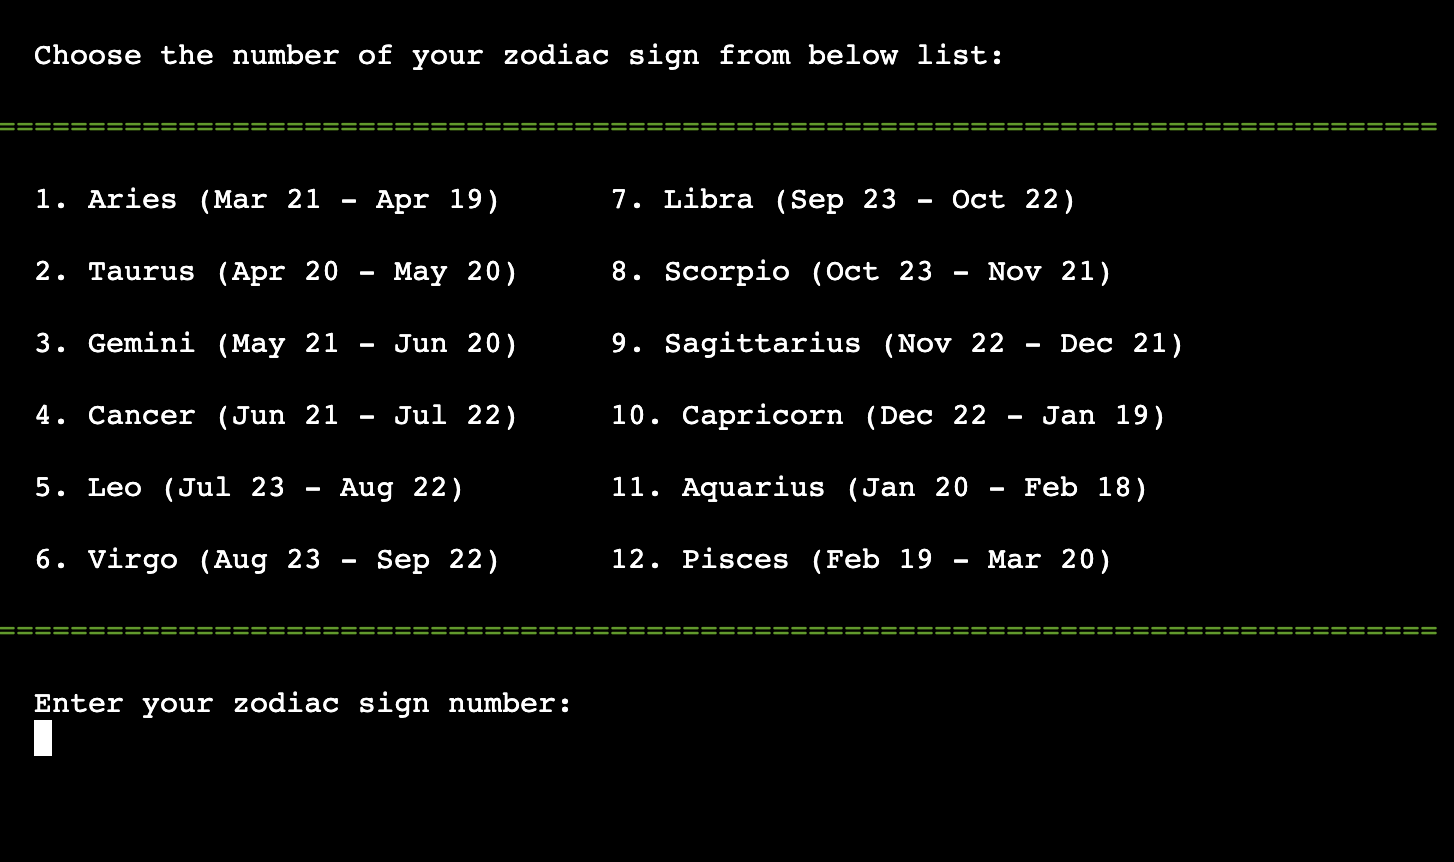 Choose the number of your zodiac sign from below list:
================================================================================
1. Aries (Mar 21 - Apr 19)      7. Libra (Sep 23 - Oct 22)
2. Taurus (Apr 20 - May 20)     8. Scorpio (Oct 23 - Nov 21)
3. Gemini (May 21 - Jun 20)     9. Sagittarius (Nov 22 - Dec 21)
4. Cancer (Jun 21 - Jul 22)     10. Capricorn (Dec 22 - Jan 19)
5. Leo (Jul 23 - Aug 22)        11. Aquarius (Jan 20 - Feb 18)
6. Virgo (Aug 23 - Sep 22)      12. Pisces (Feb 19 - Mar 20)
================================================================================
Enter your zodiac sign number: